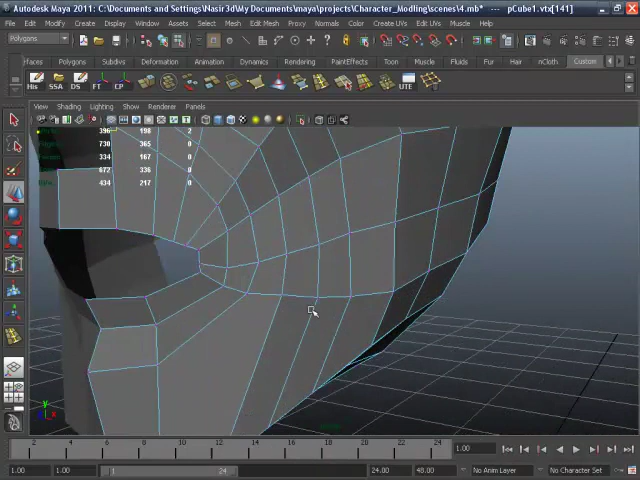 Autodesk Maya 2011: C:\Documents and Settings\Nasir3d\My Documents\maya\projects\Character_Modling\scenes\4.mb* --- pCube1.vtx[141]
File Edit Modify Create Display Window Assets Select Mesh Edit Mesh Proxy Normals Color Create UVs Edit UVs Muscle Help
Polygons
Surfaces Polygons Subdivs Deformation Animation Dynamics Rendering PaintEffects Toon Muscle Fluids Fur Hair nCloth Custom
His SSA DS FT CP UTE
View Shading Lighting Show Renderer Panels
396 198 2
730 365 0
334 167 0
672 336 0
434 217 0
y
x
2 4 6 8 10 12 14 16 18 20 22 24 1.00
1.00 1.00 1 24 24.00 48.00 No Anim Layer No Character Set